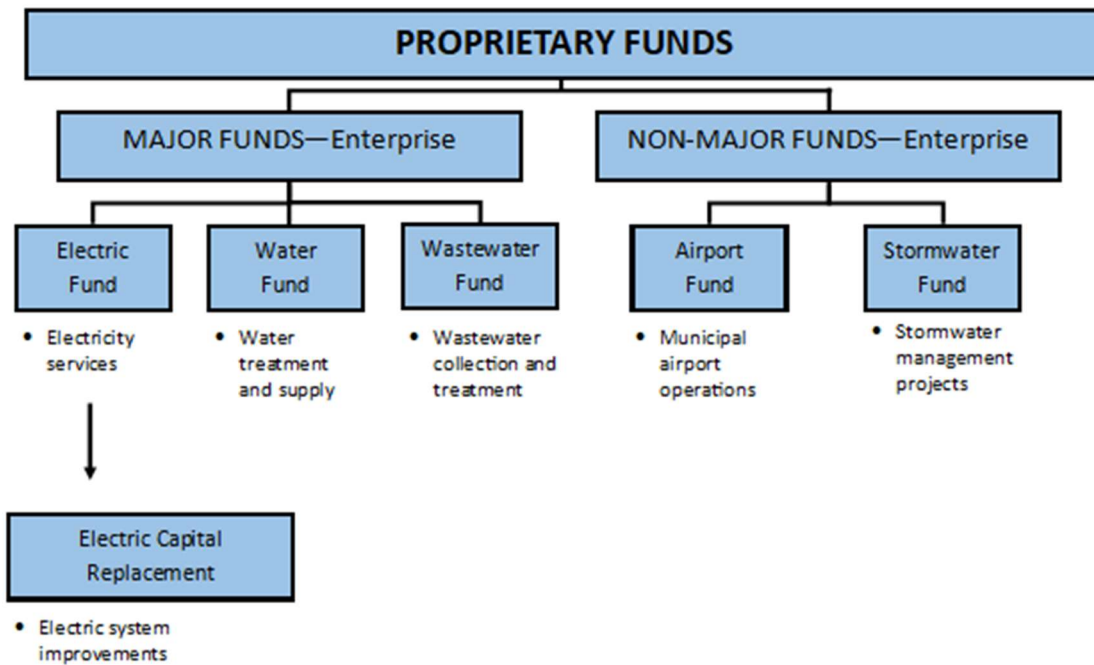 PROPRIETARY FUNDS
MAJOR FUNDS—Enterprise
NON-MAJOR FUNDS—Enterprise
Electric
Fund
Water
Fund
Wastewater
Fund
Airport
Fund
Stormwater
Fund
• Electricity
services
• Water
treatment
and supply
• Wastewater
collection and
treatment
• Municipal
airport
operations
• Stormwater
management
projects
Electric Capital
Replacement
• Electric system
improvements